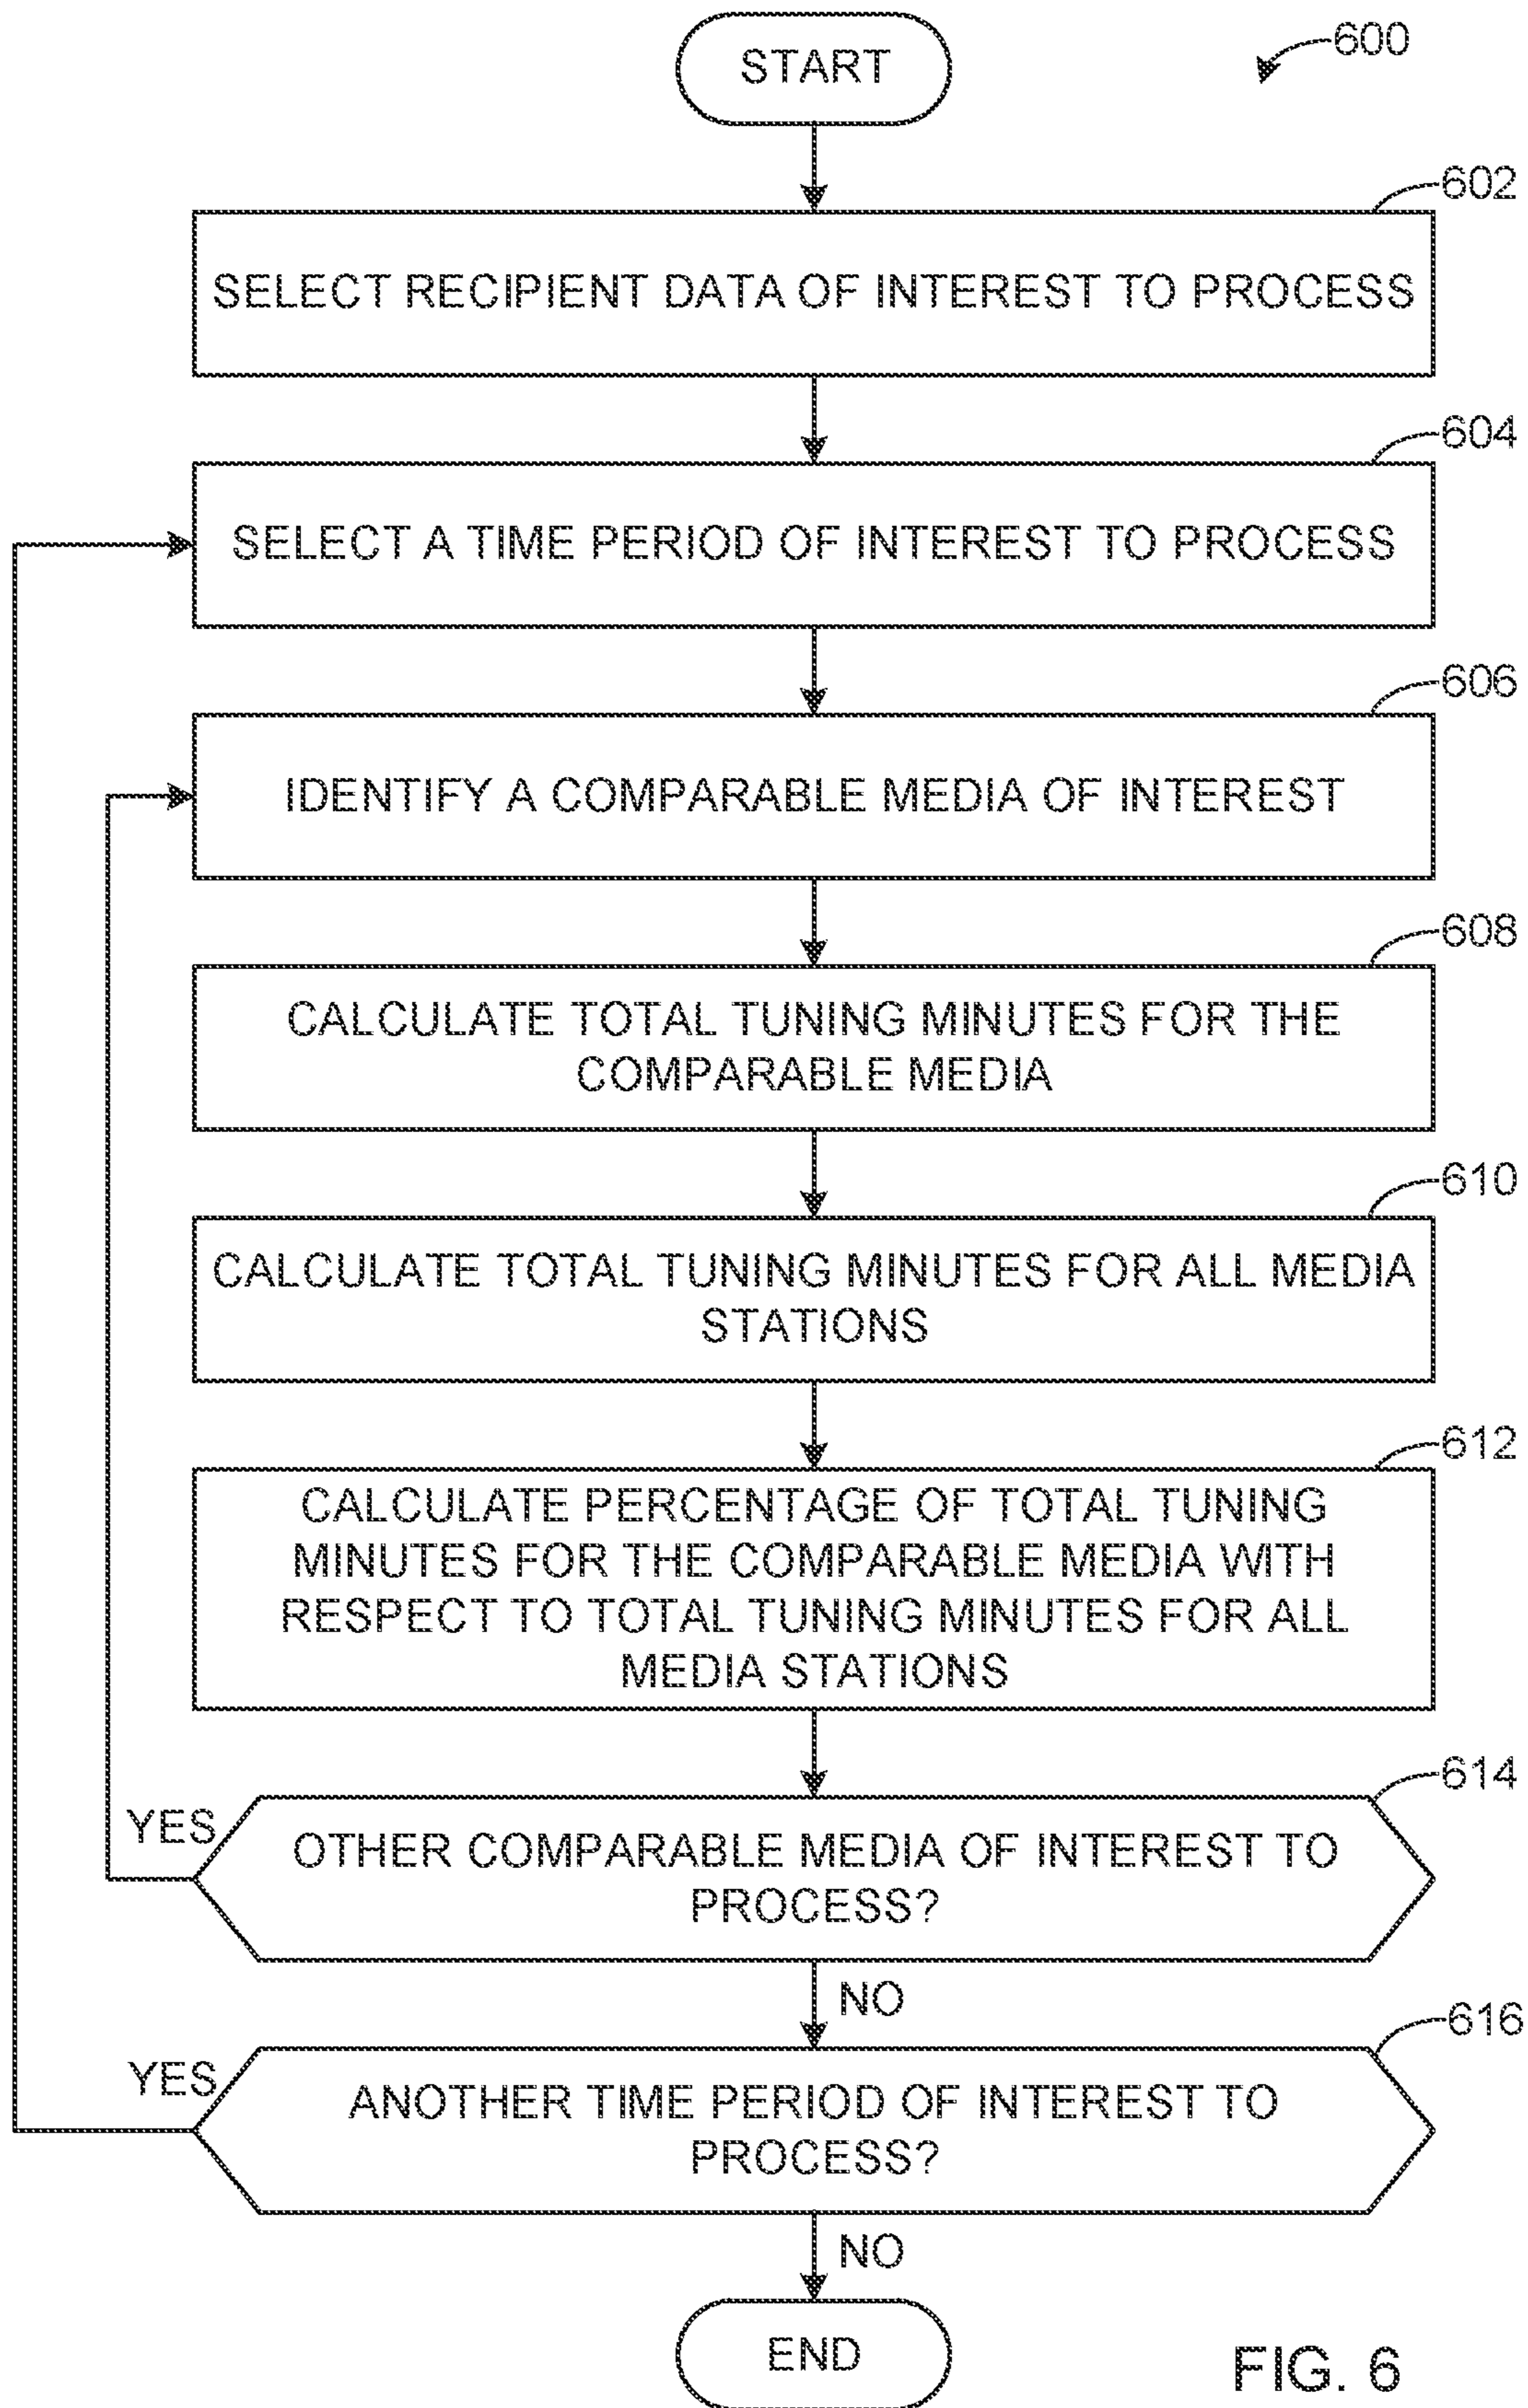 START
600
602
SELECT RECIPIENT DATA OF INTEREST TO PROCESS
604
SELECT A TIME PERIOD OF INTEREST TO PROCESS
606
IDENTIFY A COMPARABLE MEDIA OF INTEREST
608
CALCULATE TOTAL TUNING MINUTES FOR THE
COMPARABLE MEDIA
610
CALCULATE TOTAL TUNING MINUTES FOR ALL MEDIA
STATIONS
612
CALCULATE PERCENTAGE OF TOTAL TUNING
MINUTES FOR THE COMPARABLE MEDIA WITH
RESPECT TO TOTAL TUNING MINUTES FOR ALL
MEDIA STATIONS
614
YES
OTHER COMPARABLE MEDIA OF INTEREST TO
PROCESS?
NO
616
YES
ANOTHER TIME PERIOD OF INTEREST TO
PROCESS?
NO
END
FIG. 6